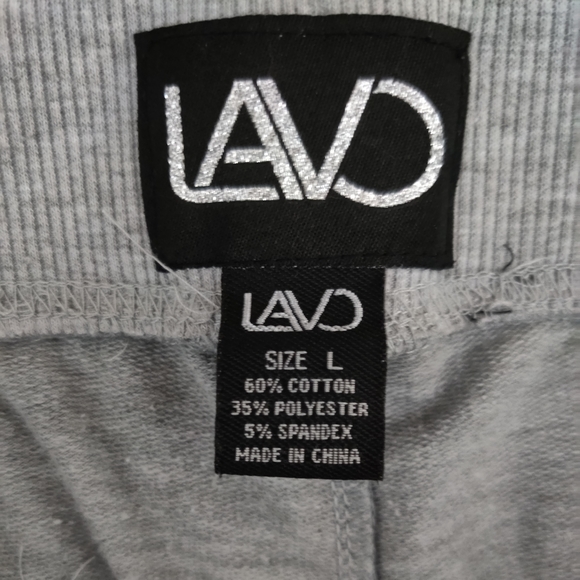 LAVO
LAVO
SIZE L
60% COTTON
35% POLYESTER
5% SPANDEX
MADE IN CHINA